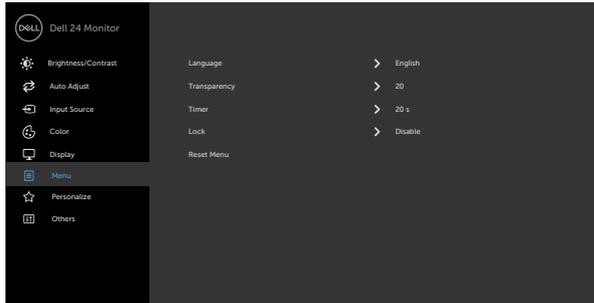 DELL Dell 24 Monitor
Brightness/Contrast Language English
Auto Adjust Transparency 20
Input Source Timer 20 s
Color Lock Disable
Display Reset Menu
Menu
Personalize
Others